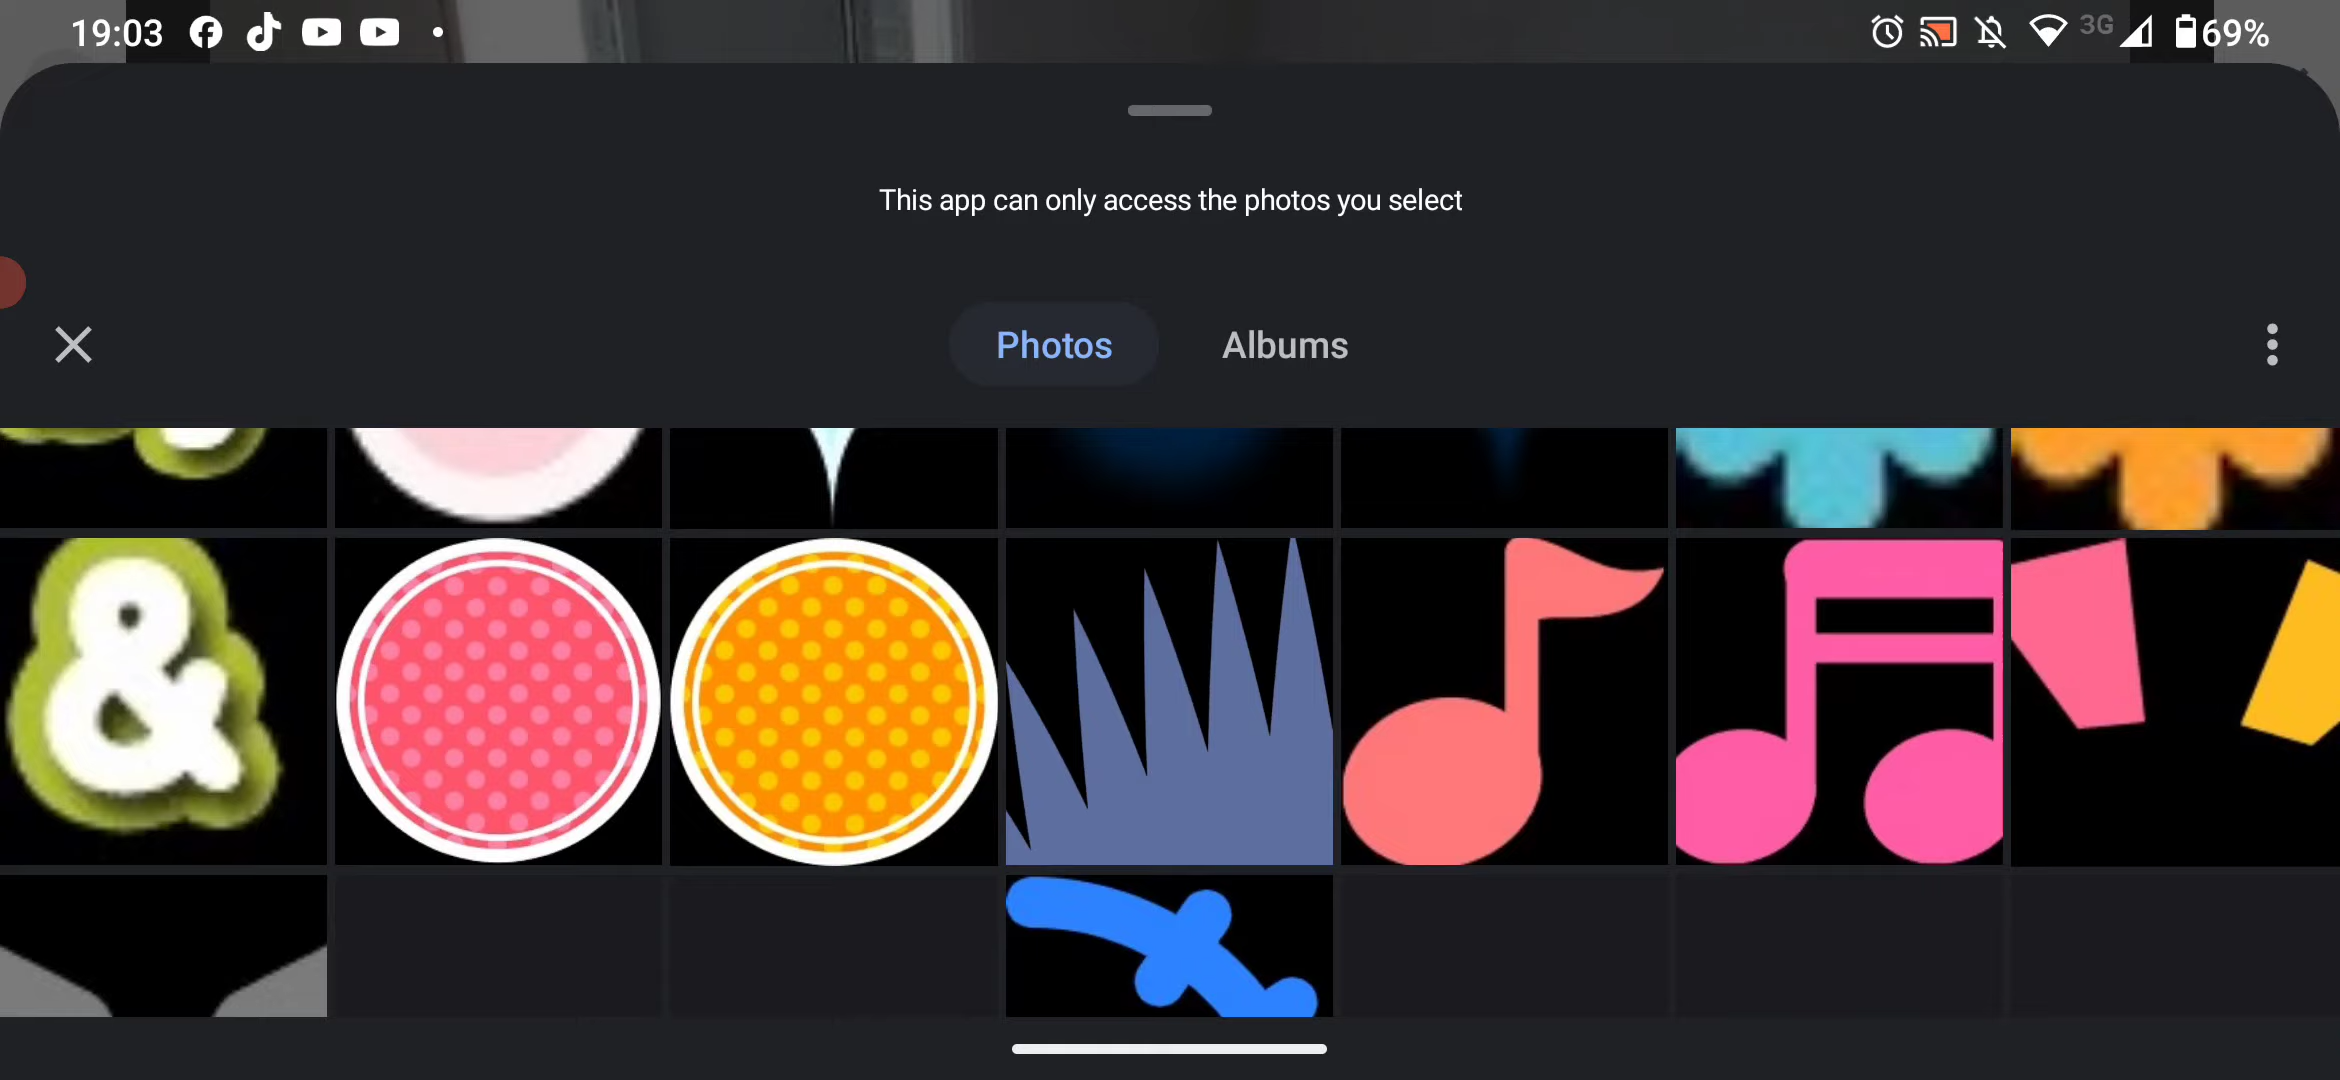 19:03
3G
69%
This app can only access the photos you select
Photos
Albums
&